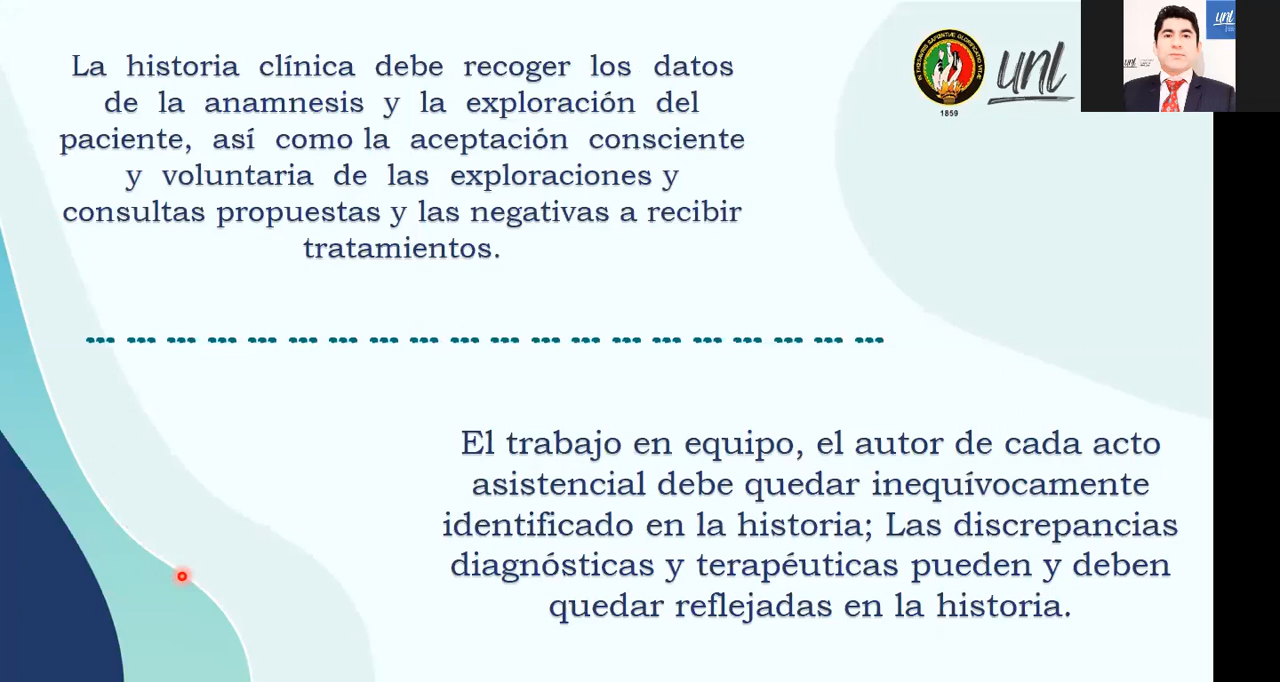 La historia clínica debe recoger los datos
de la anamnesis y la exploración del
paciente, así como la aceptación consciente
y voluntaria de las exploraciones y
consultas propuestas y las negativas a recibir
tratamientos.
1859
unl
unl
El trabajo en equipo, el autor de cada acto
asistencial debe quedar inequívocamente
identificado en la historia; Las discrepancias
diagnósticas y terapéuticas pueden y deben
quedar reflejadas en la historia.